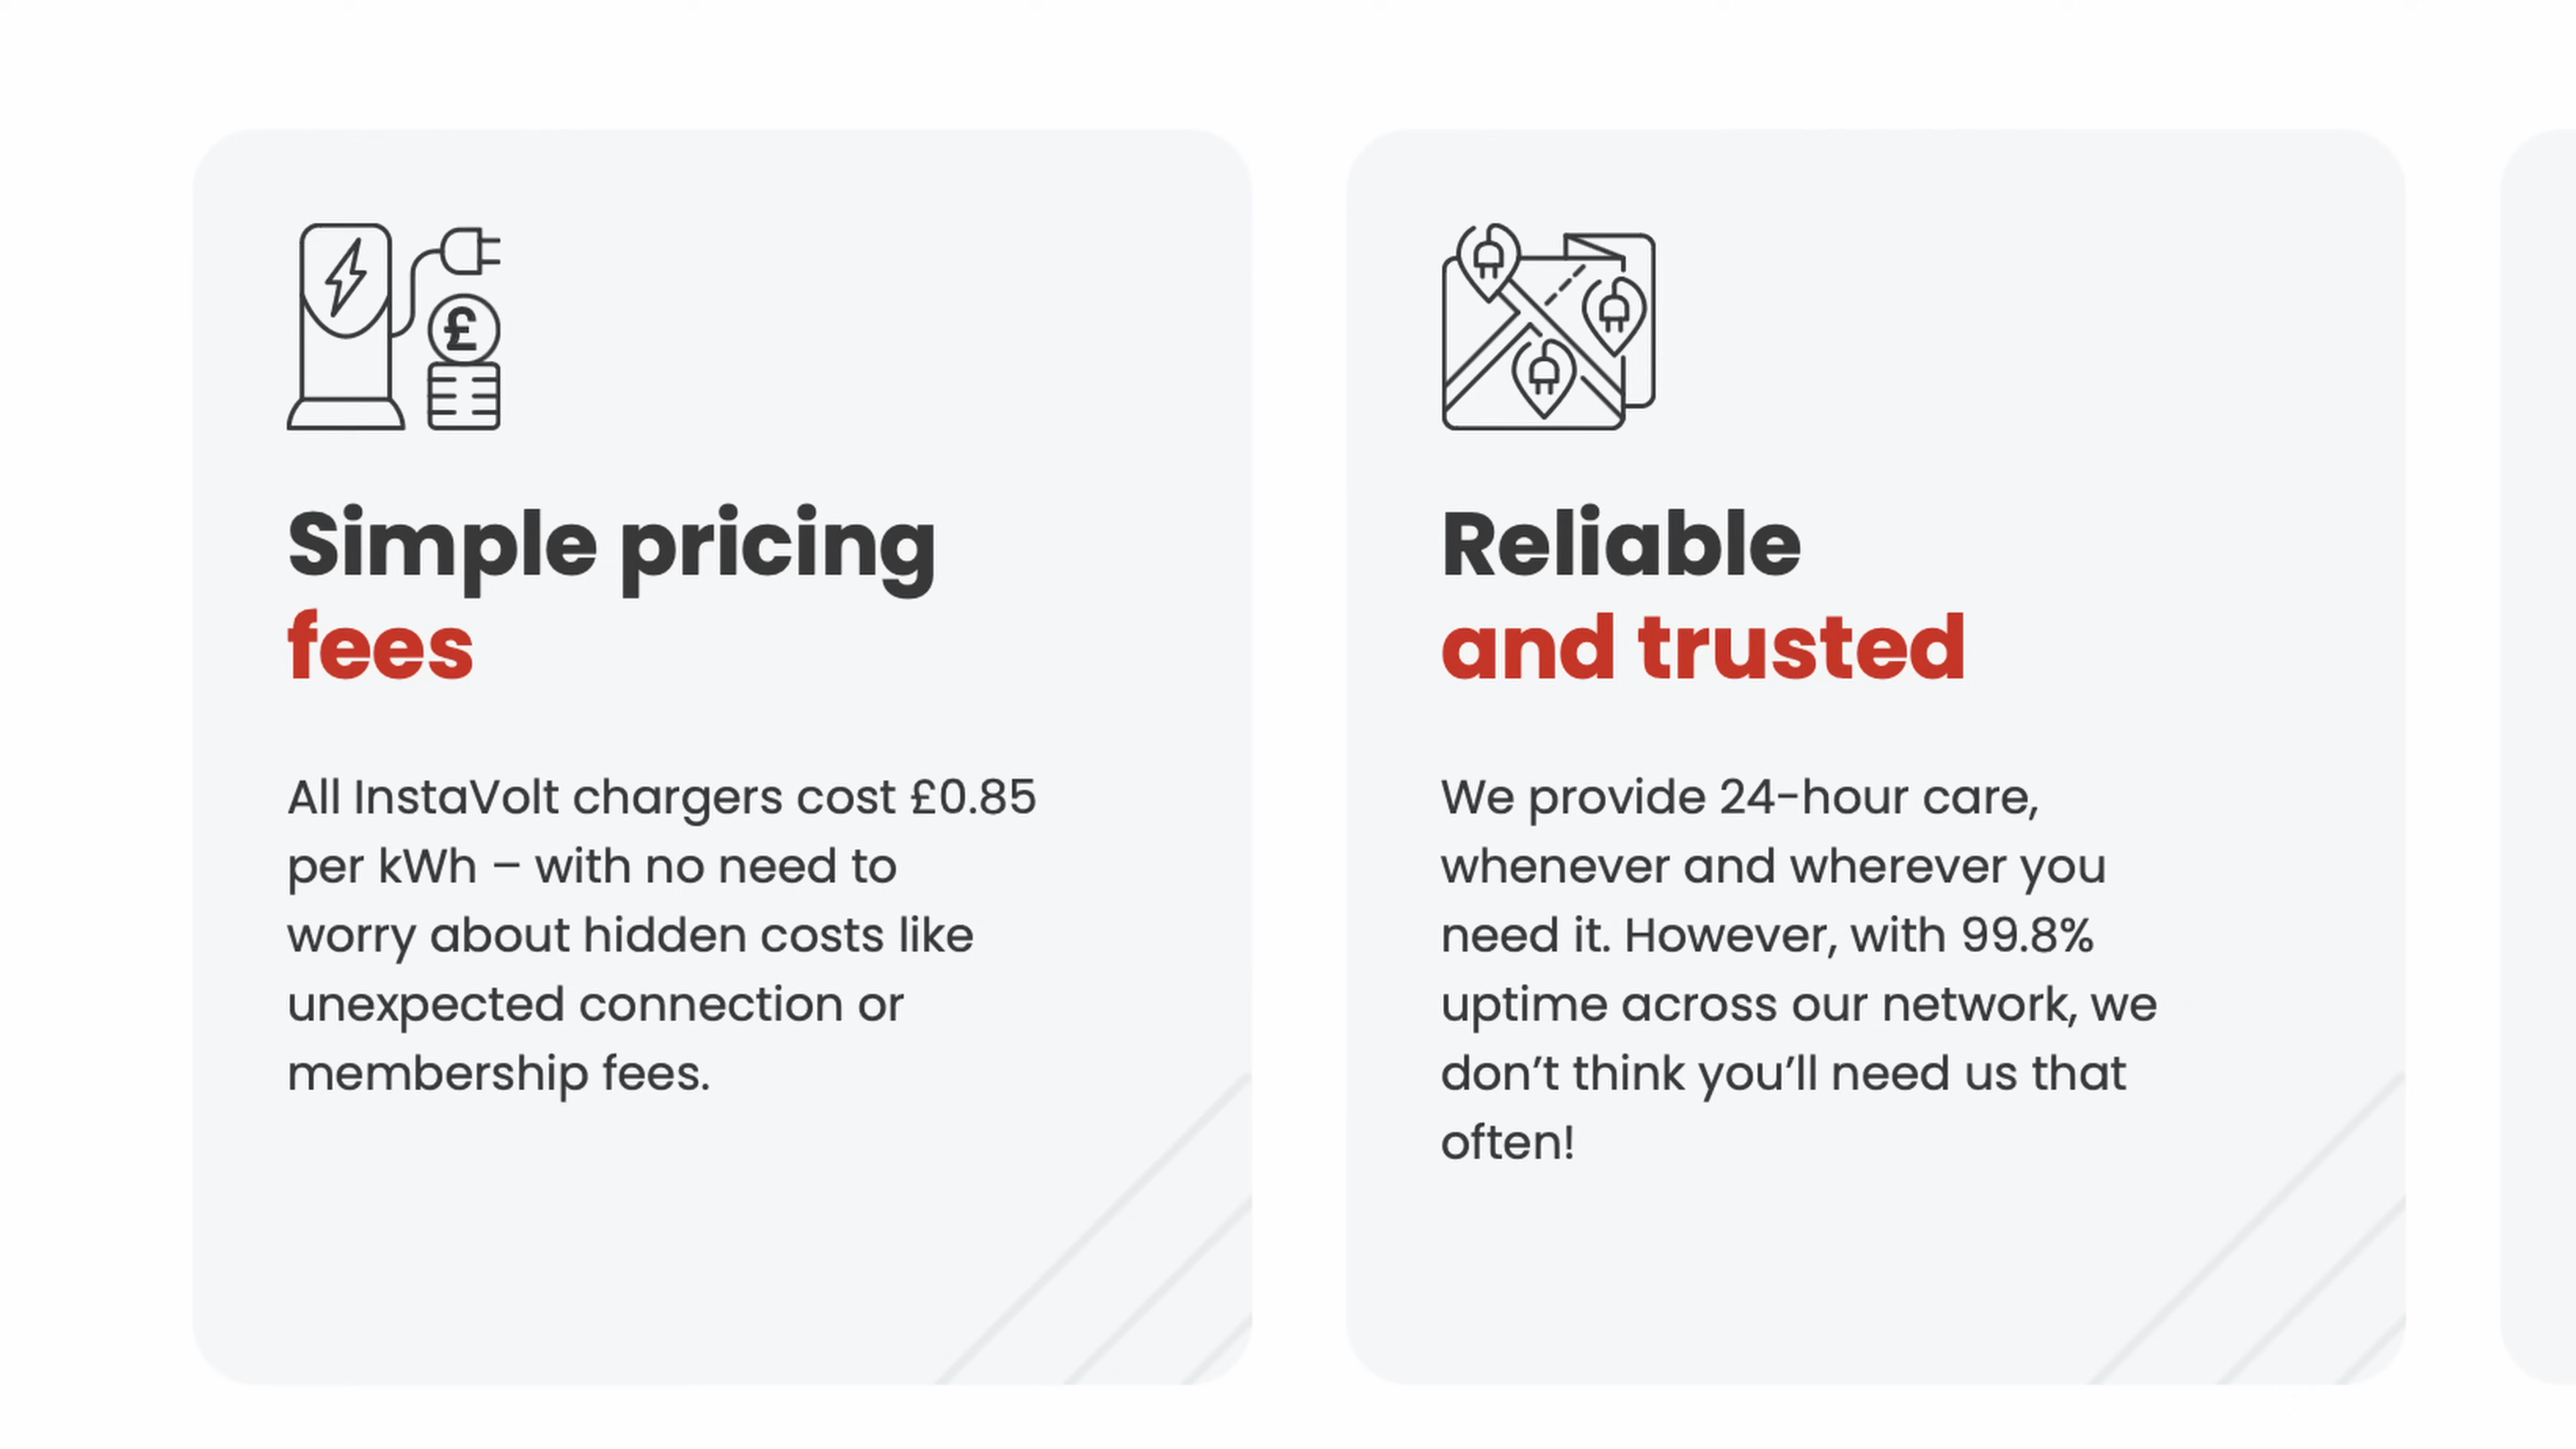 £
Simple pricing
fees
All InstaVolt chargers cost £0.85
per kWh – with no need to
worry about hidden costs like
unexpected connection or
membership fees.
Reliable
and trusted
We provide 24-hour care,
whenever and wherever you
need it. However, with 99.8%
uptime across our network, we
don’t think you’ll need us that
often!